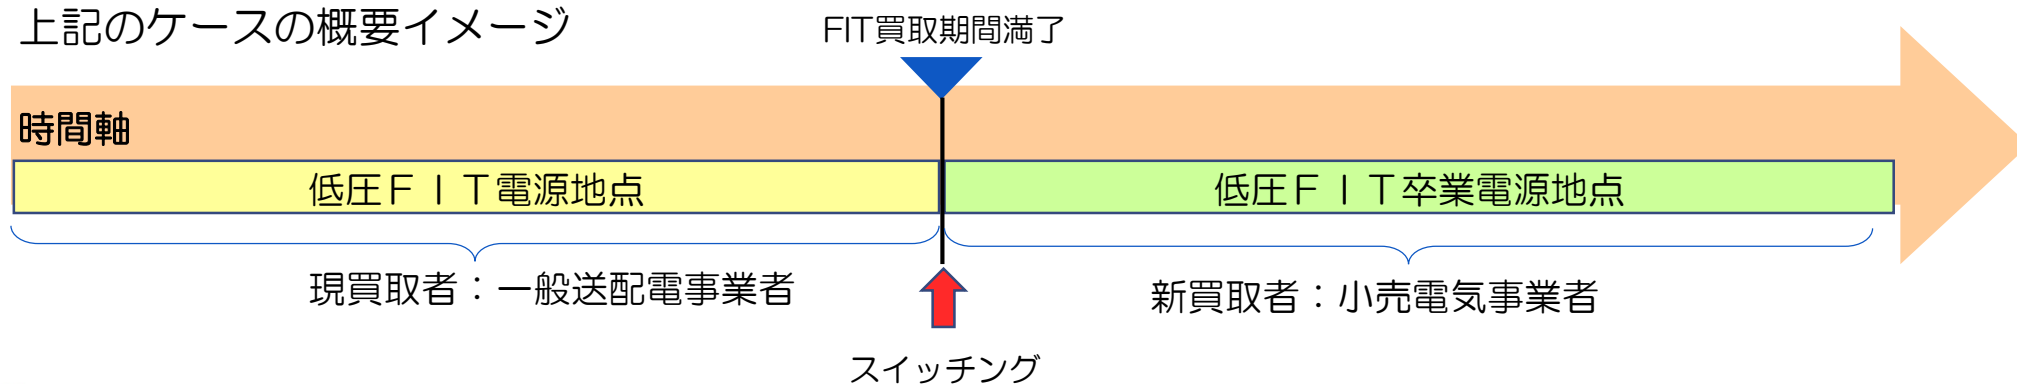 上記のケースの概要イメージ
FIT買取期間満了
時間軸
低圧ＦＩＴ電源地点
低圧ＦＩＴ卒業電源地点
現買取者：一般送配電事業者
新買取者：小売電気事業者
スイッチング